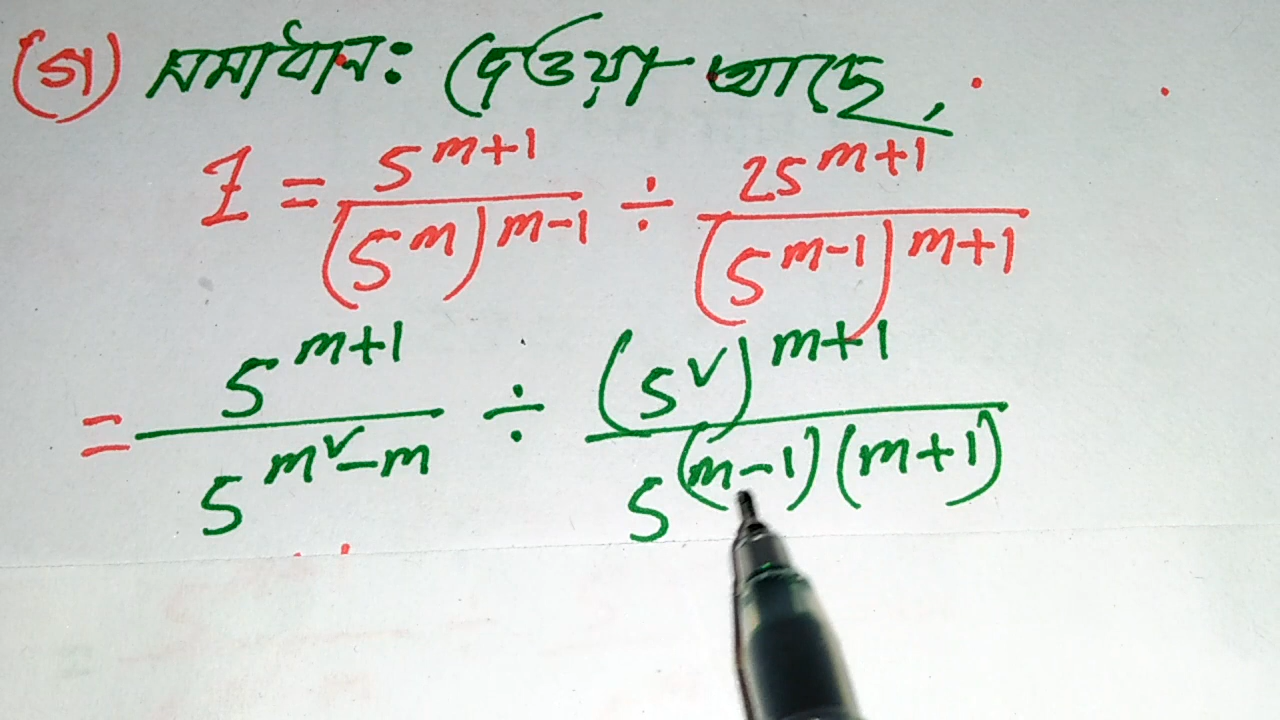 (গ) সমাধান: দেওয়া আছে,
Z = 5^{m+1}/(5^m)^{m-1} ÷ 25^{m+1}/(5^{m-1})^{m+1}
= 5^{m+1}/5^{m²-m} ÷ (5²)^{m+1}/5^{(m-1)(m+1)}